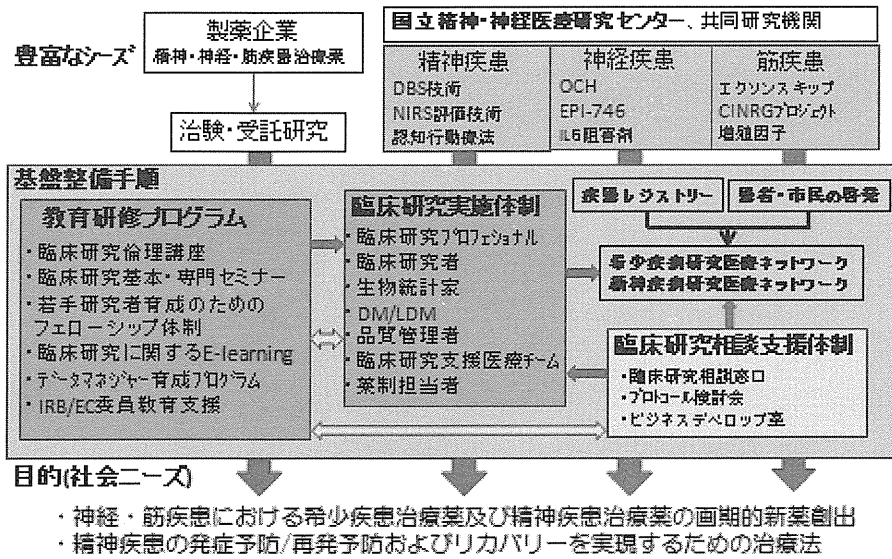 豊富なシーズ
製薬企業
精神・神経・筋疾患治療薬
治験・受託研究
国立精神・神経医療研究センター、共同研究機関
精神疾患
DBS技術
NIRS評価技術
認知行動療法
神経疾患
OCH
EPI-746
IL6阻害剤
筋疾患
エクソンスキップ
CINRGプロジェクト
増殖因子
基盤整備手順
教育研修プログラム
・臨床研究倫理講座
・臨床研究基本・専門セミナー
・若手研究者育成のための
フェローシップ体制
・臨床研究に関するE-learning
・データマネジャー育成プログラム
・IRB/EC委員教育支援
臨床研究実施体制
・臨床研究プロフェショナル
・臨床研究者
・生物統計家
・DM/LDM
・品質管理者
・臨床研究支援医療チーム
・薬制担当者
疾患レジストリー
患者・市民の啓発
希少疾病研究医療ネットワーク
精神疾病研究医療ネットワーク
臨床研究相談支援体制
・臨床研究相談窓口
・プロトコール検討会
・ビジネスデベロップ室
目的(社会ニーズ)
・神経・筋疾患における希少疾患治療薬及び精神疾患治療薬の画期的新薬創出
・精神疾患の発症予防/再発予防およびリカバリーを実現するための治療法